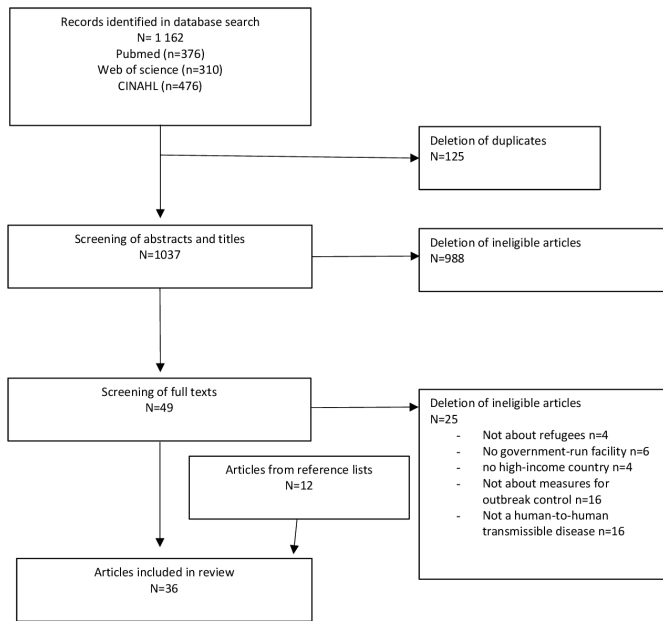 Records identified in database search
N= 1 162
Pubmed (n=376)
Web of science (n=310)
CINAHL (n=476)
Deletion of duplicates
N=125
Screening of abstracts and titles
N=1037
Deletion of ineligible articles
N=988
Screening of full texts
N=49
Deletion of ineligible articles
N=25
- Not about refugees n=4
- No government-run facility n=6
- no high-income country n=4
- Not about measures for
outbreak control n=16
- Not a human-to-human
transmissible disease n=16
Articles from reference lists
N=12
Articles included in review
N=36